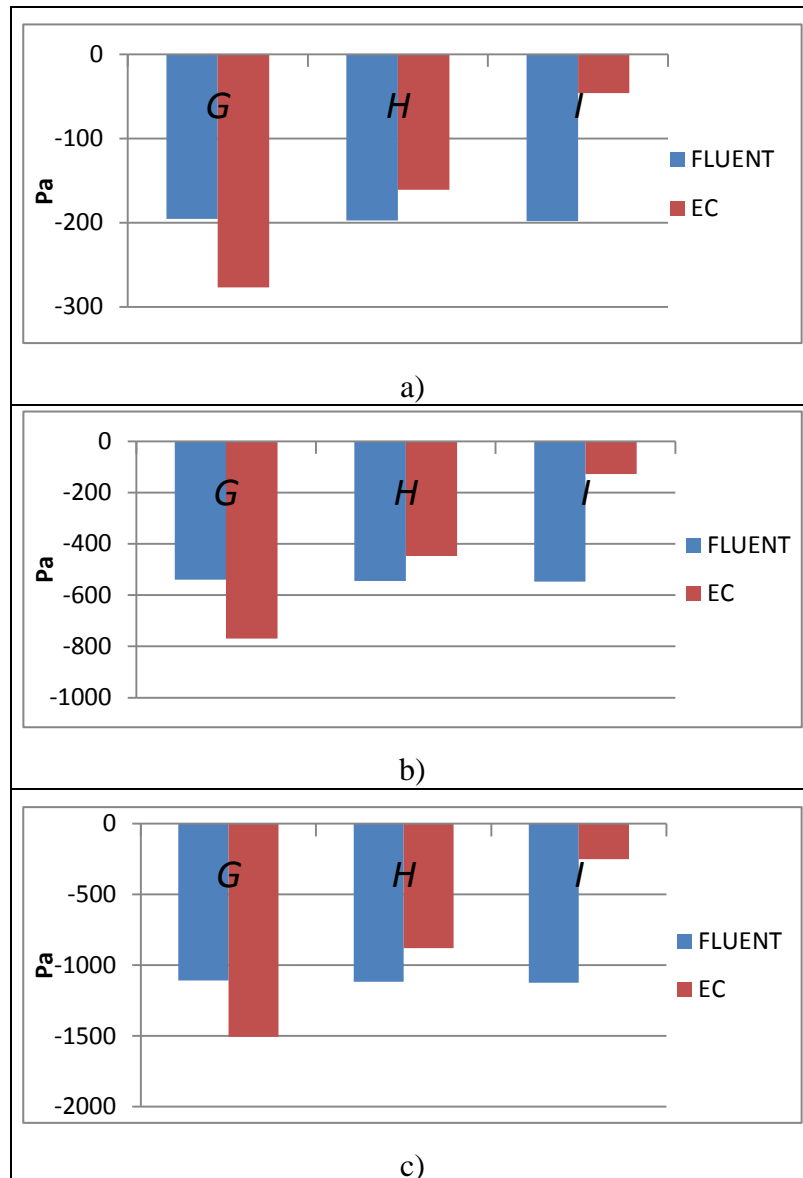 0
G H I
-100
FLUENT
Pa
EC
-200
-300
a)
0
G H I
-200
-400
FLUENT
Pa
EC
-600
-800
-1000
b)
0
G H I
-500
FLUENT
Pa
-1000
EC
-1500
-2000
c)